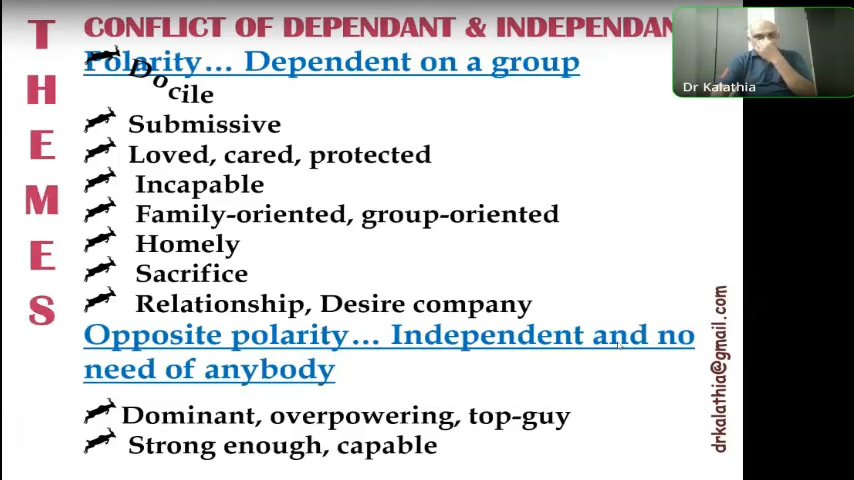 THEMES
CONFLICT OF DEPENDANT & INDEPENDAN
Polarity... Dependent on a group
Docile
Submissive
Loved, cared, protected
Incapable
Family-oriented, group-oriented
Homely
Sacrifice
Relationship, Desire company
Opposite polarity... Independent and no
need of anybody
Dominant, overpowering, top-guy
Strong enough, capable
Dr Kalathia
drkalathia@gmail.com